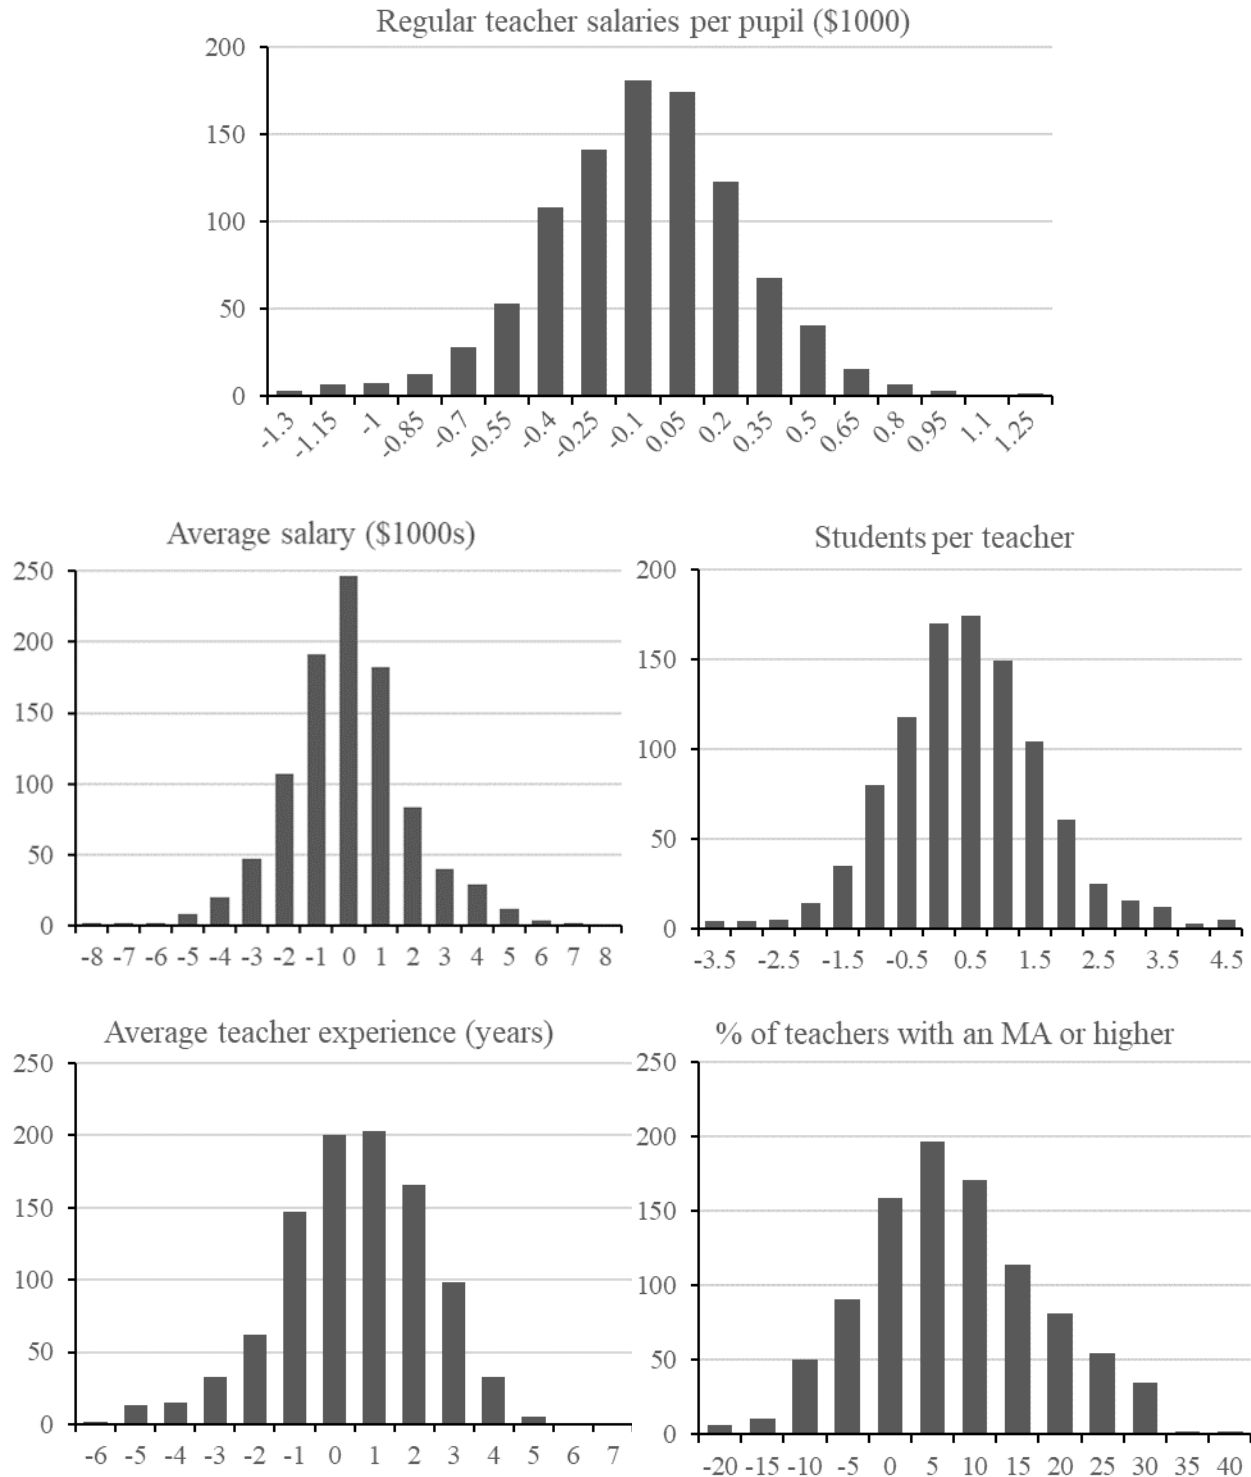 Regular teacher salaries per pupil ($1000)
200
150
100
50
0
-1.3 -1.15 -1 -0.85 -0.7 -0.55 -0.4 -0.25 -0.1 0.05 0.2 0.35 0.5 0.65 0.8 0.95 1.1 1.25
Average salary ($1000s)
250
200
150
100
50
0
-8 -7 -6 -5 -4 -3 -2 -1 0 1 2 3 4 5 6 7 8
Students per teacher
200
150
100
50
0
-3.5 -2.5 -1.5 -0.5 0.5 1.5 2.5 3.5 4.5
Average teacher experience (years)
250
200
150
100
50
0
-6 -5 -4 -3 -2 -1 0 1 2 3 4 5 6 7
% of teachers with an MA or higher
250
200
150
100
50
0
-20 -15 -10 -5 0 5 10 15 20 25 30 35 40